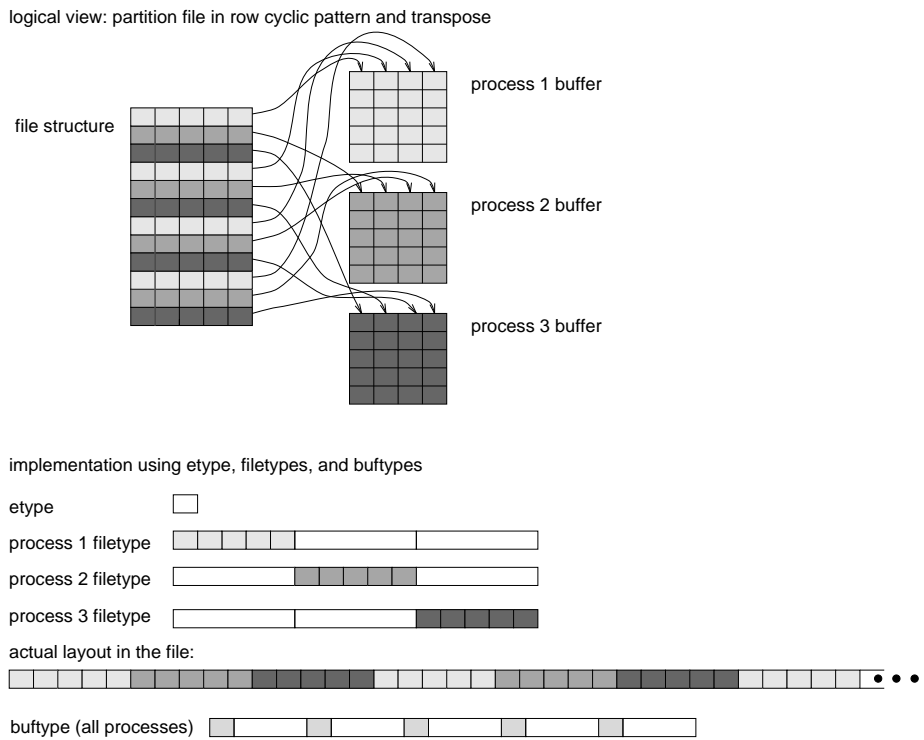 logical view: partition file in row cyclic pattern and transpose
process 1 buffer
file structure
process 2 buffer
process 3 buffer
implementation using etype, filetypes, and buftypes
etype
process 1 filetype
process 2 filetype
process 3 filetype
actual layout in the file:
buftype (all processes)